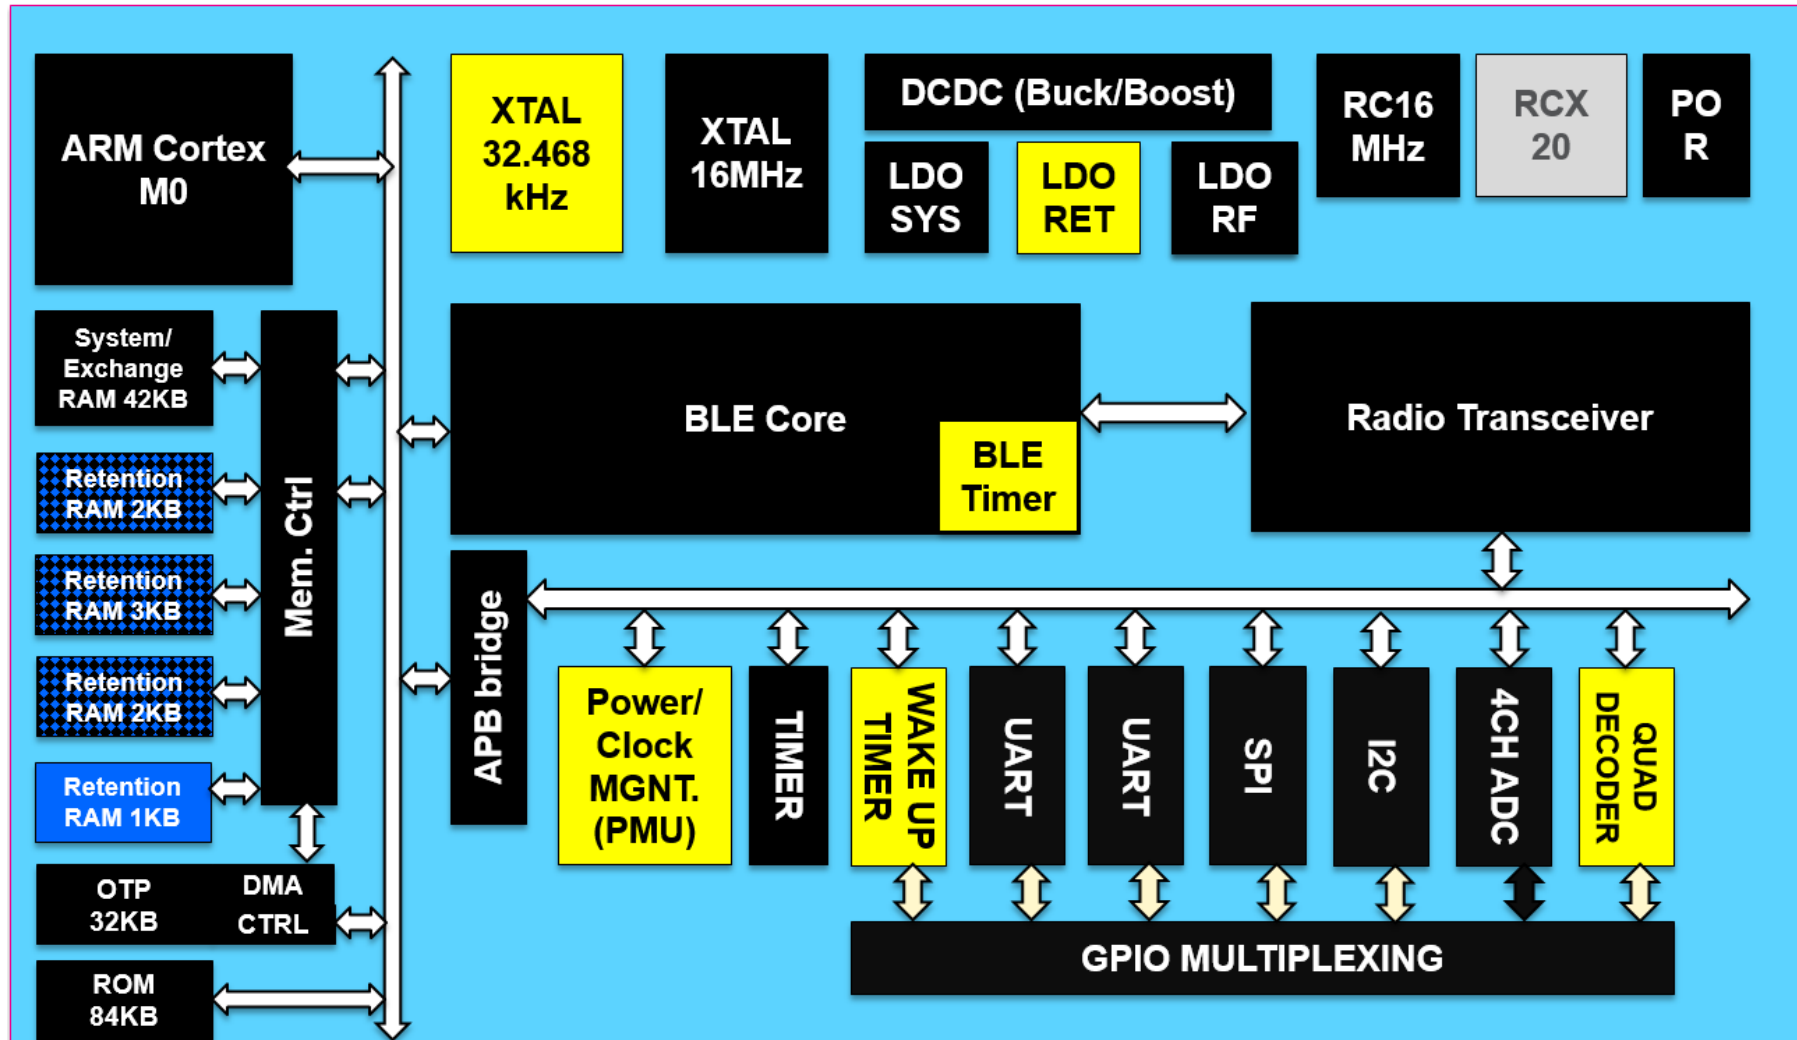 ARM Cortex
M0
XTAL
32.468
kHz
XTAL
16MHz
DCDC (Buck/Boost)
LDO
SYS
LDO
RET
LDO
RF
RC16
MHz
RCX
20
PO
R
System/
Exchange
RAM 42KB
Retention
RAM 2KB
Retention
RAM 3KB
Retention
RAM 2KB
Retention
RAM 1KB
Mem. Ctrl
OTP
32KB
DMA
CTRL
ROM
84KB
BLE Core
BLE
Timer
Radio Transceiver
APB bridge
Power/
Clock
MGNT.
(PMU)
TIMER
WAKE UP
TIMER
UART
UART
SPI
I2C
4CH ADC
QUAD
DECODER
GPIO MULTIPLEXING